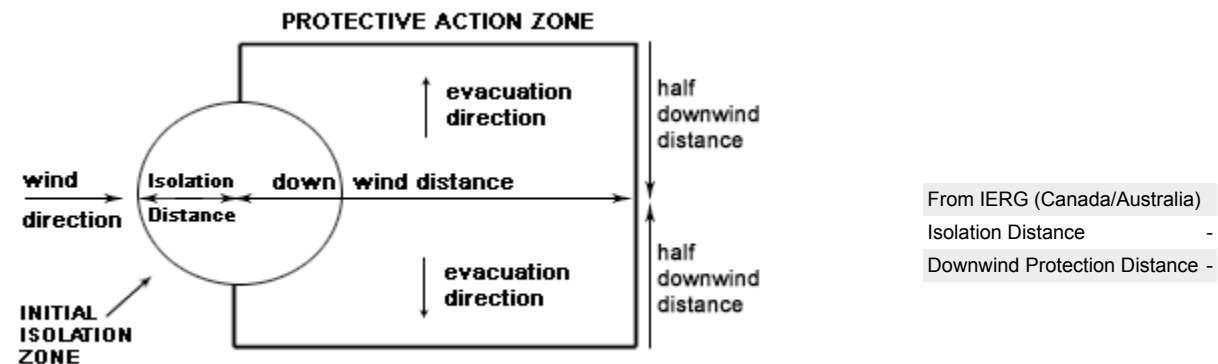 PROTECTIVE ACTION ZONE
evacuation
direction
half
downwind
distance
wind
direction
Isolation
Distance
down wind distance
evacuation
direction
half
downwind
distance
INITIAL
ISOLATION
ZONE
From IERG (Canada/Australia)
Isolation Distance -
Downwind Protection Distance -